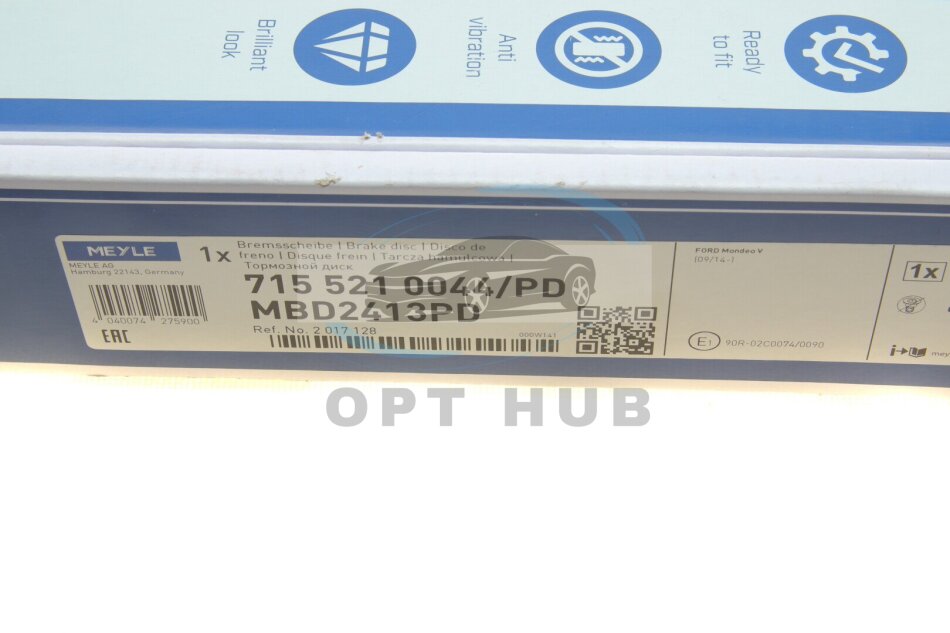 Brilliant
look
Anti
vibration
Ready
to fit
MEYLE
MEYLE AG
Hamburg 22143, Germany
4 040074 275900
EAC
1x
Bremsscheibe | Brake disc | Disco de
freno | Disque frein | Tarcza hamulcowa |
Тормозной диск
715 521 0044/PD
MBD2413PD
Ref. No. 2 017 128
000W141
FORD Mondeo V
(09/14-)
E1 90R-02C0074/0090
1x
i
mey
OPT HUB